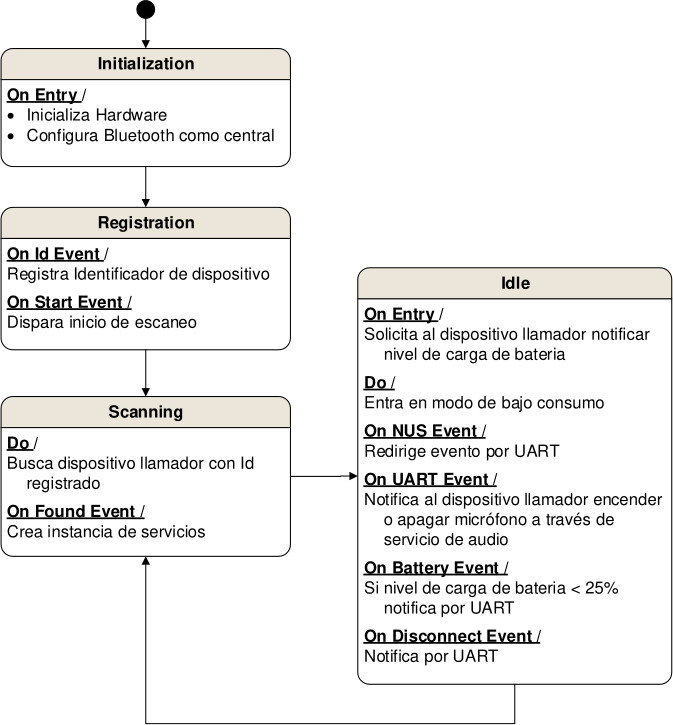 Initialization
On Entry /
• Inicializa Hardware
• Configura Bluetooth como central
Registration
On Id Event /
Registra Identificador de dispositivo
On Start Event /
Dispara inicio de escaneo
Scanning
Do /
Busca dispositivo llamador con Id
registrado
On Found Event /
Crea instancia de servicios
Idle
On Entry /
Solicita al dispositivo llamador notificar
nivel de carga de bateria
Do /
Entra en modo de bajo consumo
On NUS Event /
Redirige evento por UART
On UART Event /
Notifica al dispositivo llamador encender
o apagar micrófono a través de
servicio de audio
On Battery Event /
Si nivel de carga de bateria < 25%
notifica por UART
On Disconnect Event /
Notifica por UART